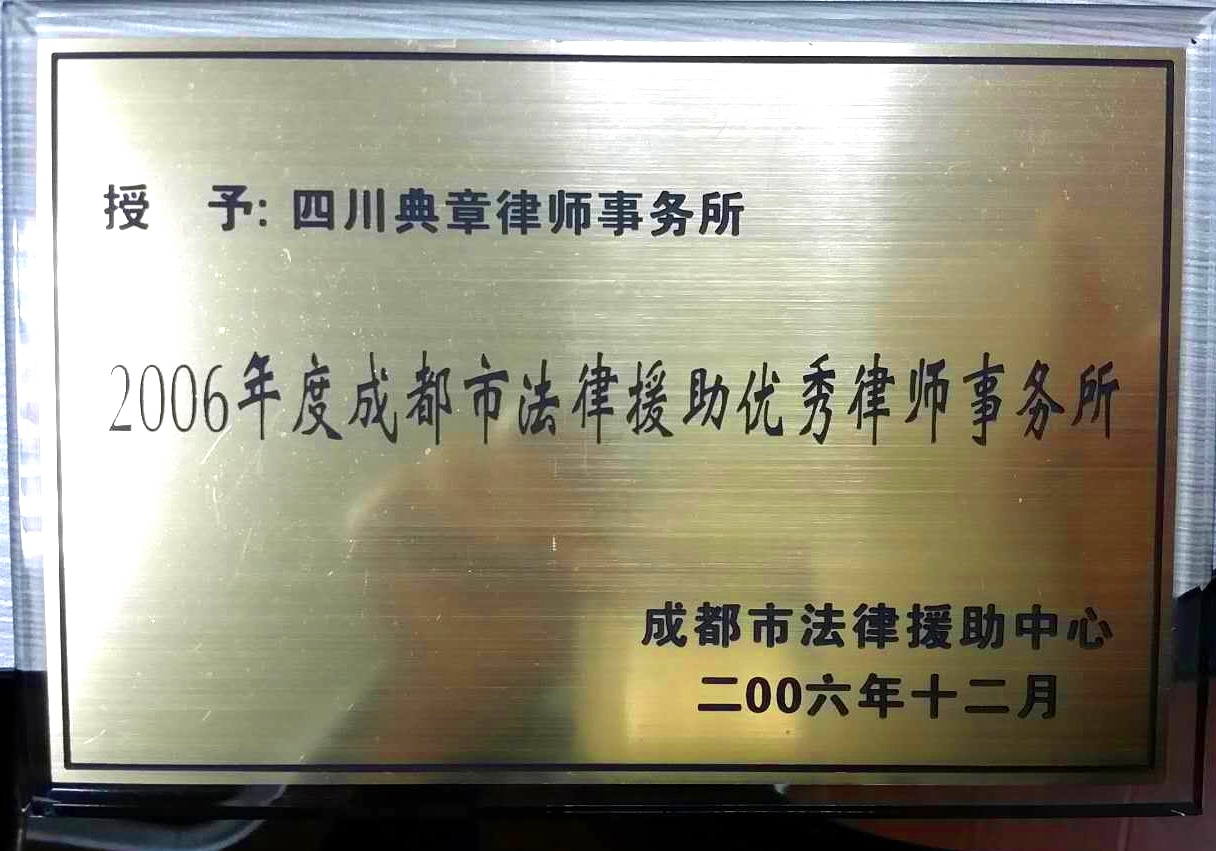 授 予: 四川典章律师事务所
2006年度成都市法律援助优秀律师事务所
成都市法律援助中心
二00六年十二月